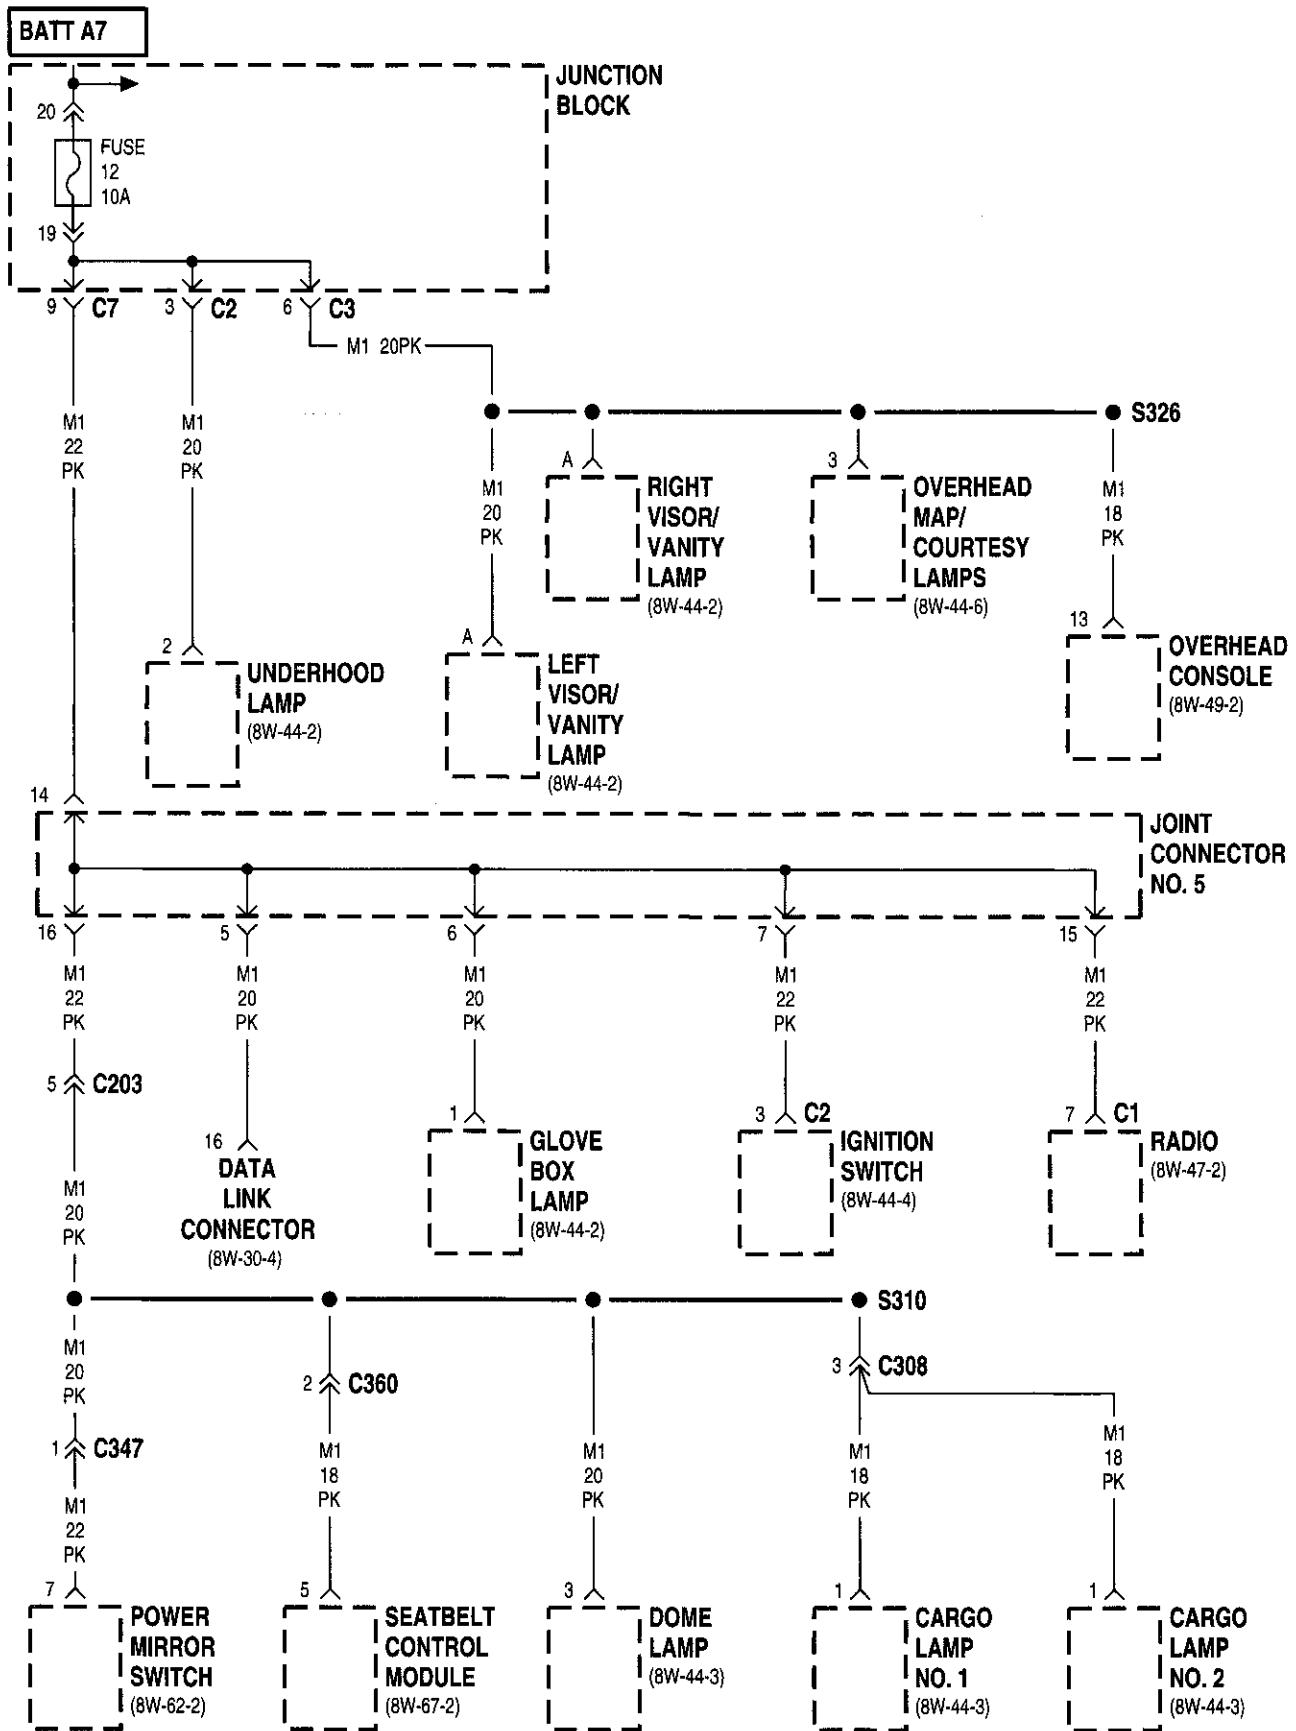 BATT A7
JUNCTION
BLOCK
20
FUSE
12
10A
19
9 C7
3 C2
6 C3
M1 20PK
M1
22
PK
M1
20
PK
S326
M1
20
PK
A
RIGHT
VISOR/
VANITY
LAMP
(8W-44-2)
3
OVERHEAD
MAP/
COURTESY
LAMPS
(8W-44-6)
M1
18
PK
13
OVERHEAD
CONSOLE
(8W-49-2)
2
UNDERHOOD
LAMP
(8W-44-2)
A
LEFT
VISOR/
VANITY
LAMP
(8W-44-2)
14
JOINT
CONNECTOR
NO. 5
16
5
6
7
15
M1
22
PK
M1
20
PK
M1
20
PK
M1
22
PK
M1
22
PK
5 C203
16
DATA
LINK
CONNECTOR
(8W-30-4)
1
GLOVE
BOX
LAMP
(8W-44-2)
3 C2
IGNITION
SWITCH
(8W-44-4)
7 C1
RADIO
(8W-47-2)
M1
20
PK
S310
M1
20
PK
2 C360
3 C308
1 C347
M1
18
PK
M1
20
PK
M1
18
PK
M1
18
PK
M1
22
PK
7
POWER
MIRROR
SWITCH
(8W-62-2)
5
SEATBELT
CONTROL
MODULE
(8W-67-2)
3
DOME
LAMP
(8W-44-3)
1
CARGO
LAMP
NO. 1
(8W-44-3)
1
CARGO
LAMP
NO. 2
(8W-44-3)